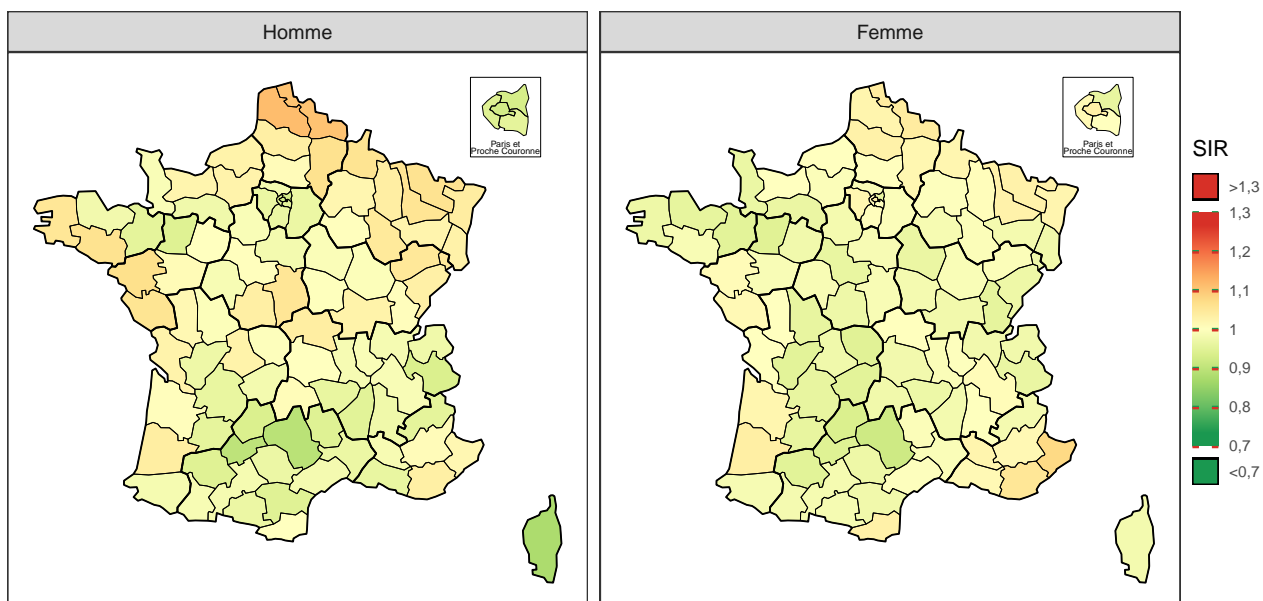 Homme
Femme
Paris et
Proche Couronne
Paris et
Proche Couronne
SIR
>1,3
1,3
1,2
1,1
1
0,9
0,8
0,7
<0,7